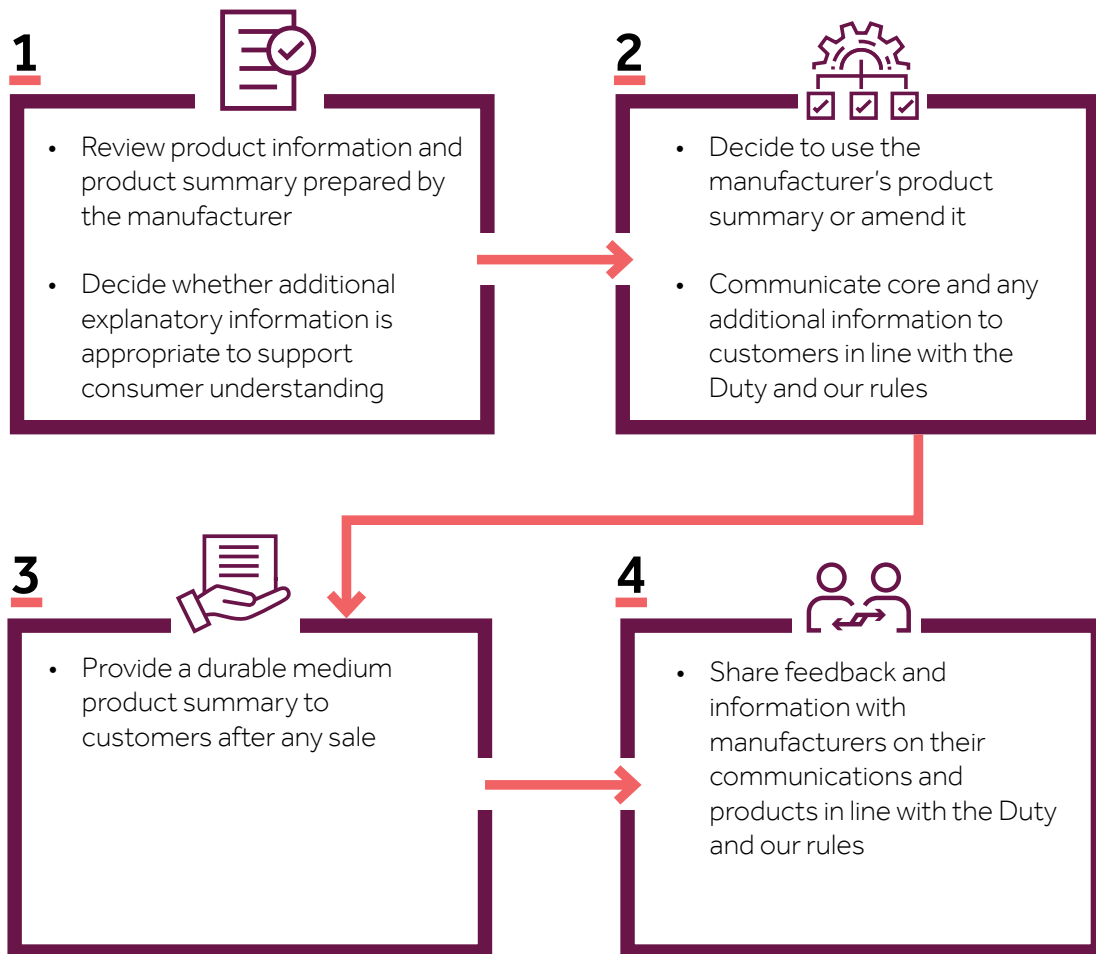 1
• Review product information and
product summary prepared by
the manufacturer
• Decide whether additional
explanatory information is
appropriate to support
consumer understanding
2
• Decide to use the
manufacturer’s product
summary or amend it
• Communicate core and any
additional information to
customers in line with the
Duty and our rules
3
• Provide a durable medium
product summary to
customers after any sale
4
• Share feedback and
information with
manufacturers on their
communications and
products in line with the Duty
and our rules